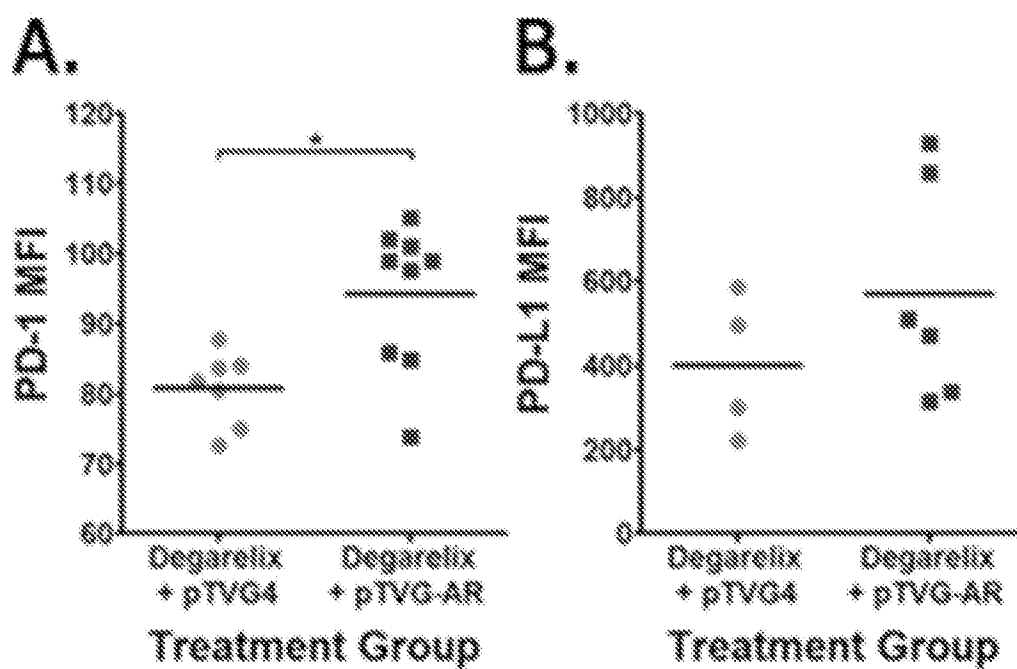 A.
PD-1 MFI
120
110
100
90
80
70
60
*
Degarelix
+ pTVG4
Degarelix
+ pTVG-AR
Treatment Group
B.
PD-L1 MFI
1000
800
600
400
200
0
Degarelix
+ pTVG4
Degarelix
+ pTVG-AR
Treatment Group